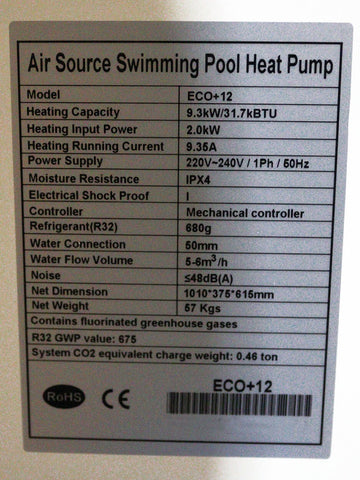 Air Source Swimming Pool Heat Pump
Model ECO+12
Heating Capacity 9.3kW/31.7kBTU
Heating Input Power 2.0kW
Heating Running Current 9.35A
Power Supply 220V~240V / 1Ph / 50Hz
Moisture Resistance IPX4
Electrical Shock Proof I
Controller Mechanical controller
Refrigerant(R32) 680g
Water Connection 50mm
Water Flow Volume 5-6m³/h
Noise ≤48dB(A)
Net Dimension 1010*375*615mm
Net Weight 57 Kgs
Contains fluorinated greenhouse gases
R32 GWP value: 675
System CO2 equivalent charge weight: 0.46 ton
RoHS CE ECO+12